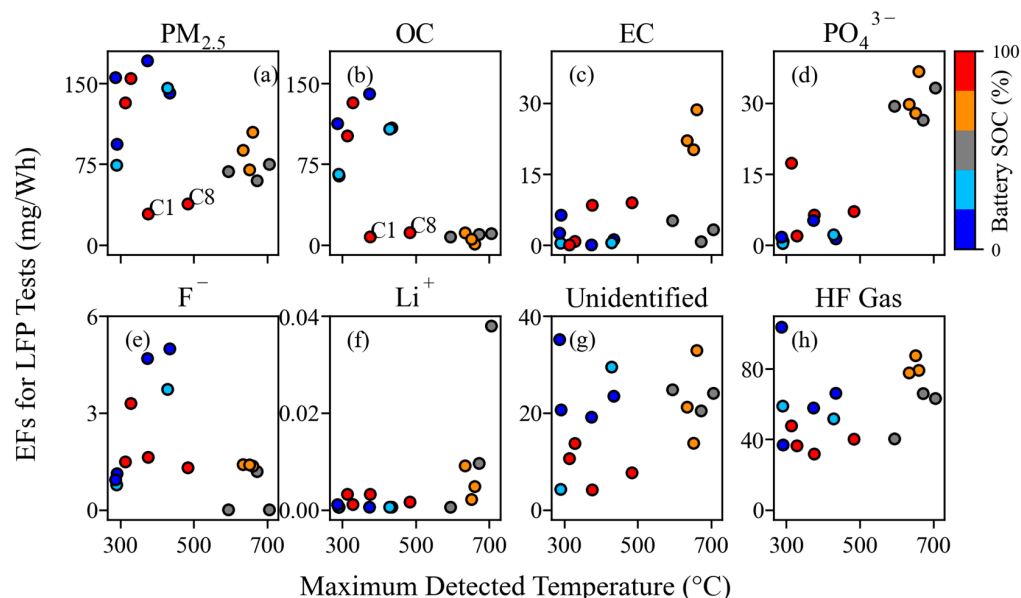 PM2.5 OC EC PO4 3−
(a) (b) (c) (d)
150 150 30 30
75 75 15 15
0 0 0 0
C1 C8 C1 C8
100
Battery SOC (%)
0
EFs for LFP Tests (mg/Wh)
F− Li+ Unidentified HF Gas
(e) (f) (g) (h)
6 0.04 40 80
3 0.02 20 40
0 0.00 0 0
300 500 700 300 500 700 300 500 700 300 500 700
Maximum Detected Temperature (°C)